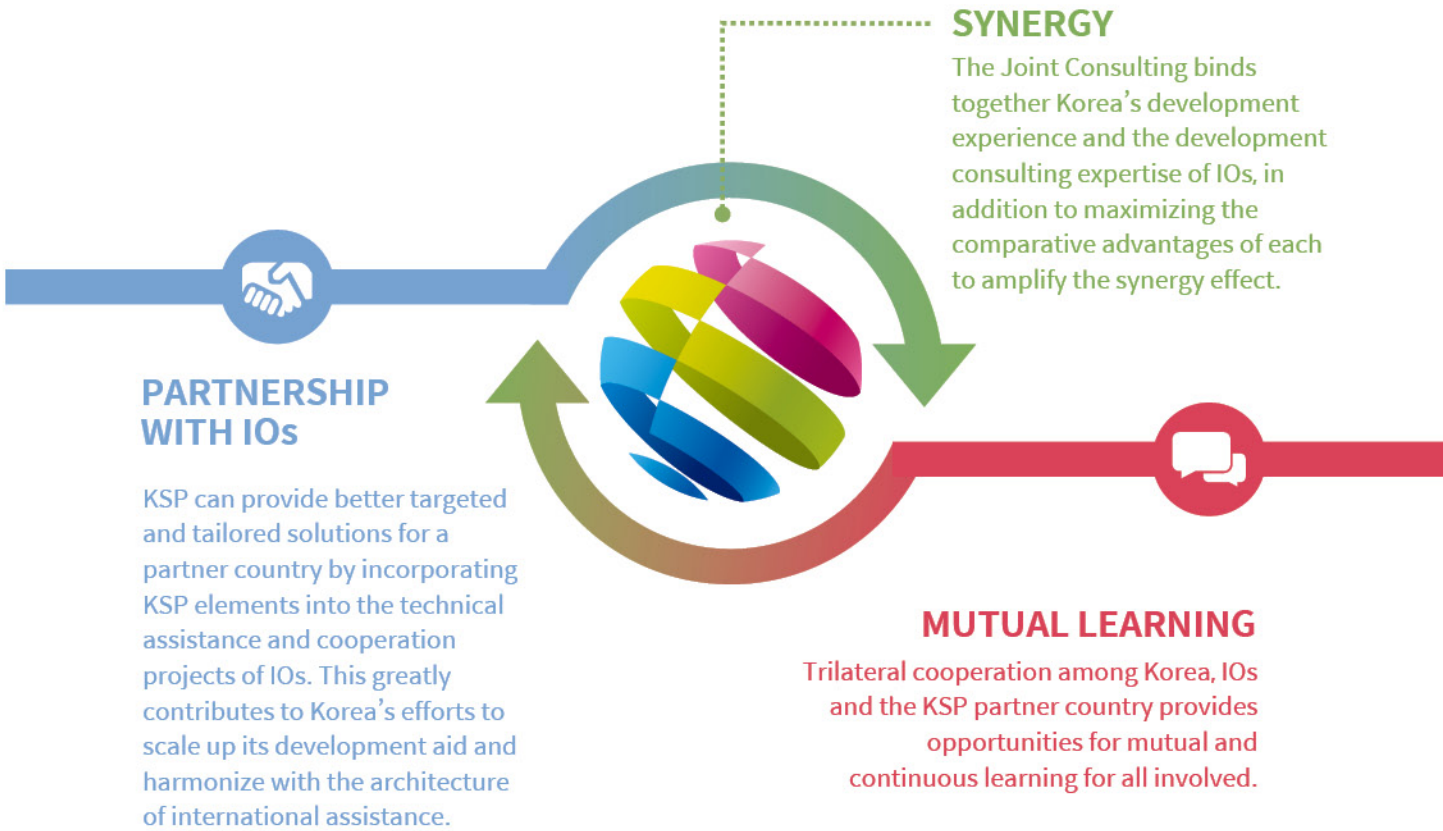 SYNERGY
The Joint Consulting binds
together Korea’s development
experience and the development
consulting expertise of IOs, in
addition to maximizing the
comparative advantages of each
to amplify the synergy effect.
PARTNERSHIP
WITH IOs
KSP can provide better targeted
and tailored solutions for a
partner country by incorporating
KSP elements into the technical
assistance and cooperation
projects of IOs. This greatly
contributes to Korea’s efforts to
scale up its development aid and
harmonize with the architecture
of international assistance.
MUTUAL LEARNING
Trilateral cooperation among Korea, IOs
and the KSP partner country provides
opportunities for mutual and
continuous learning for all involved.